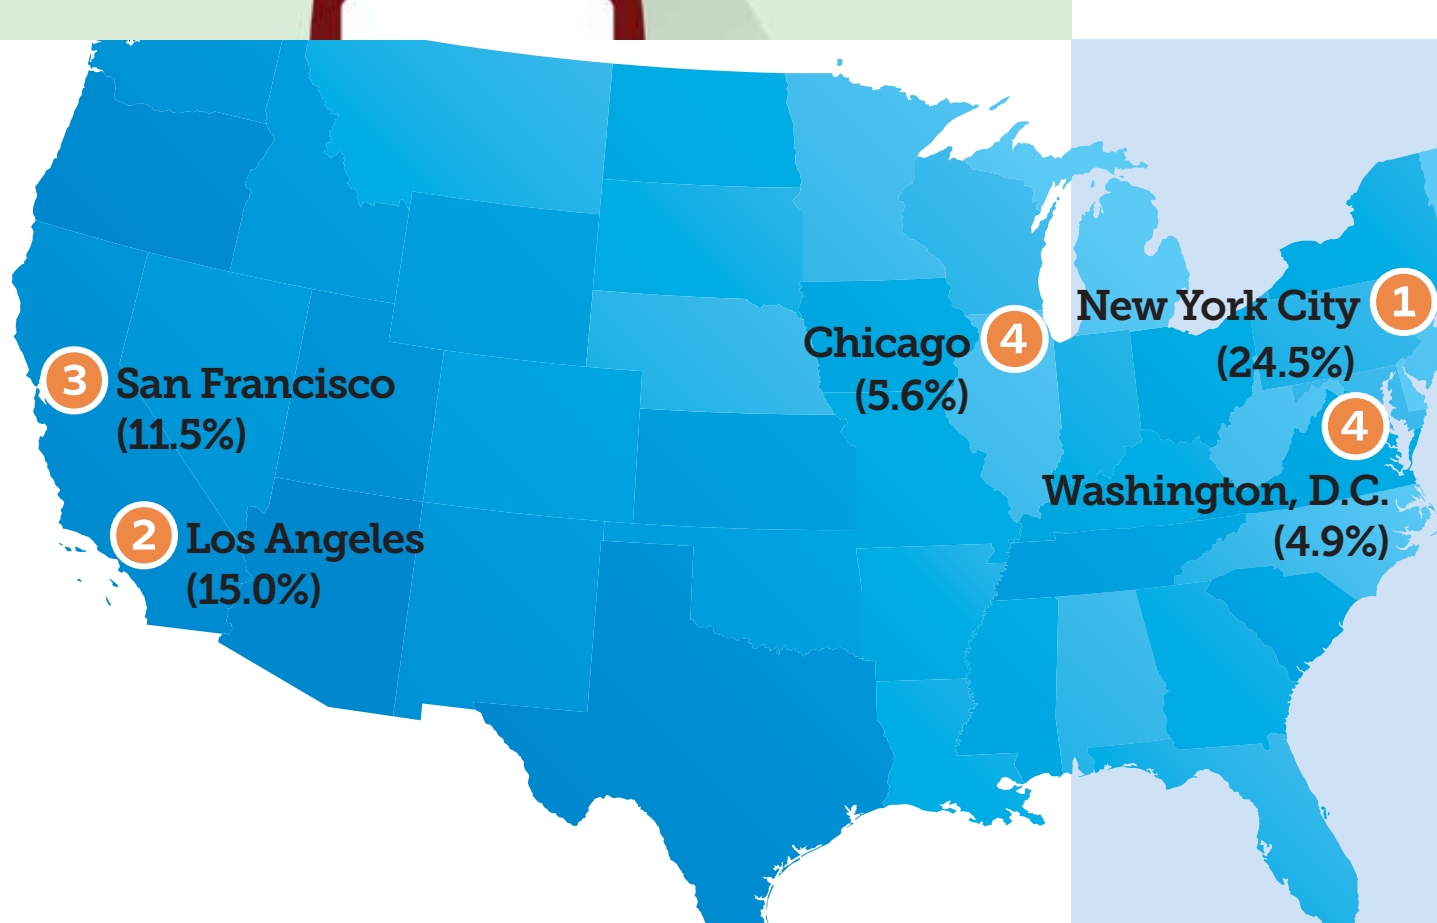 1
New York City
(24.5%)
4
Chicago
(5.6%)
3
San Francisco
(11.5%)
4
Washington, D.C.
(4.9%)
2
Los Angeles
(15.0%)